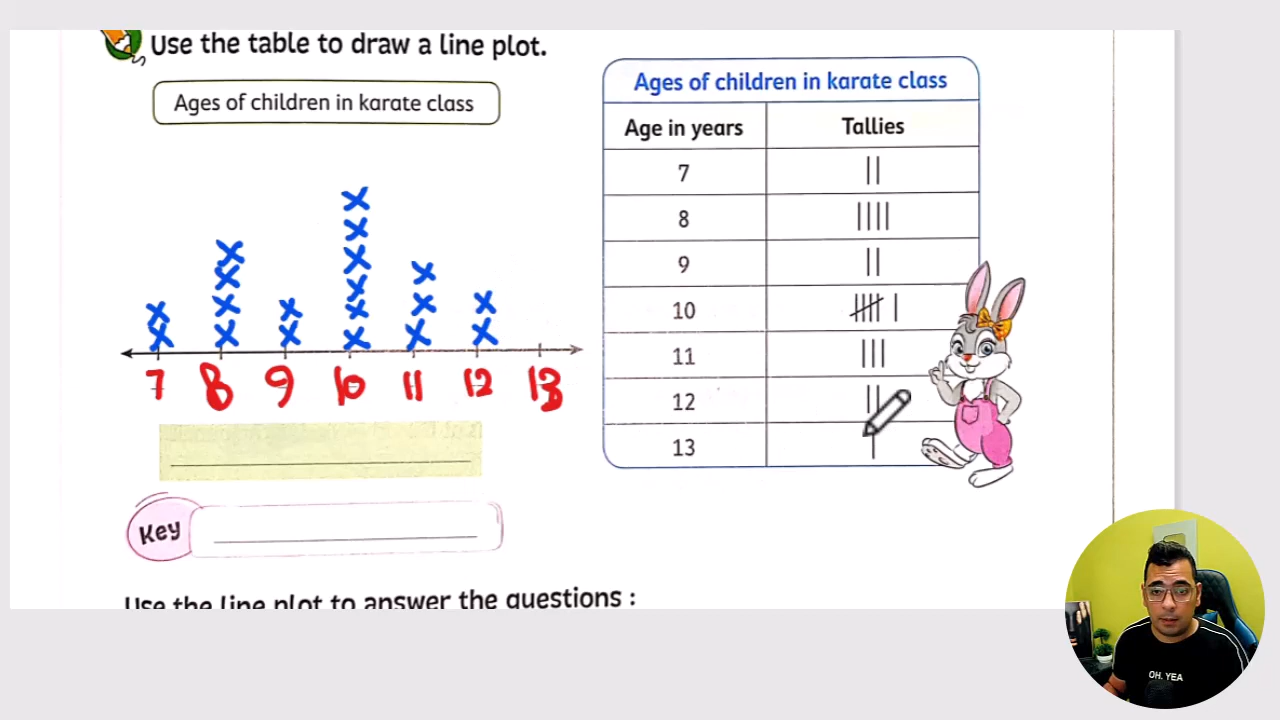 Use the table to draw a line plot.
Ages of children in karate class
7 8 9 10 11 12 13
Key
Use the line plot to answer the questions :
Ages of children in karate class
Age in years Tallies
7
8
9
10
11
12
13
OH. YEA